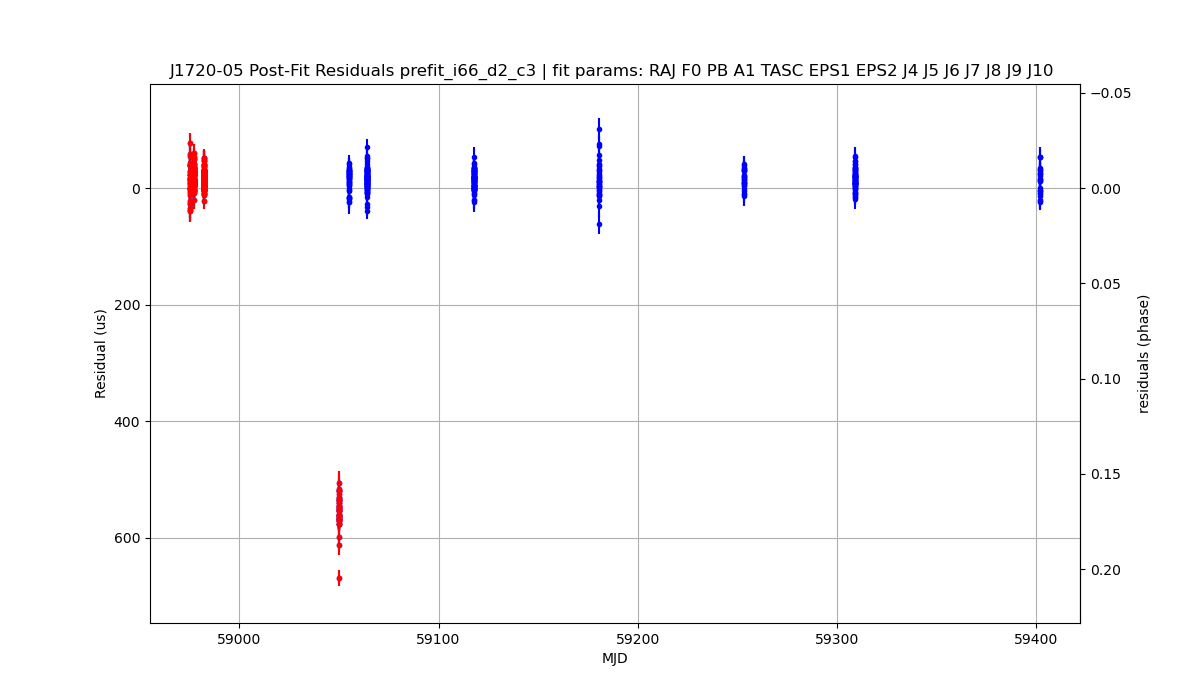 J1720-05 Post-Fit Residuals prefit_i66_d2_c3 | fit params: RAJ F0 PB A1 TASC EPS1 EPS2 J4 J5 J6 J7 J8 J9 J10
−0.05
0 0.00
200
0.05
Residual (us)
residuals (phase)
0.10
400
0.15
600
0.20
59000 59100 59200 59300 59400
MJD